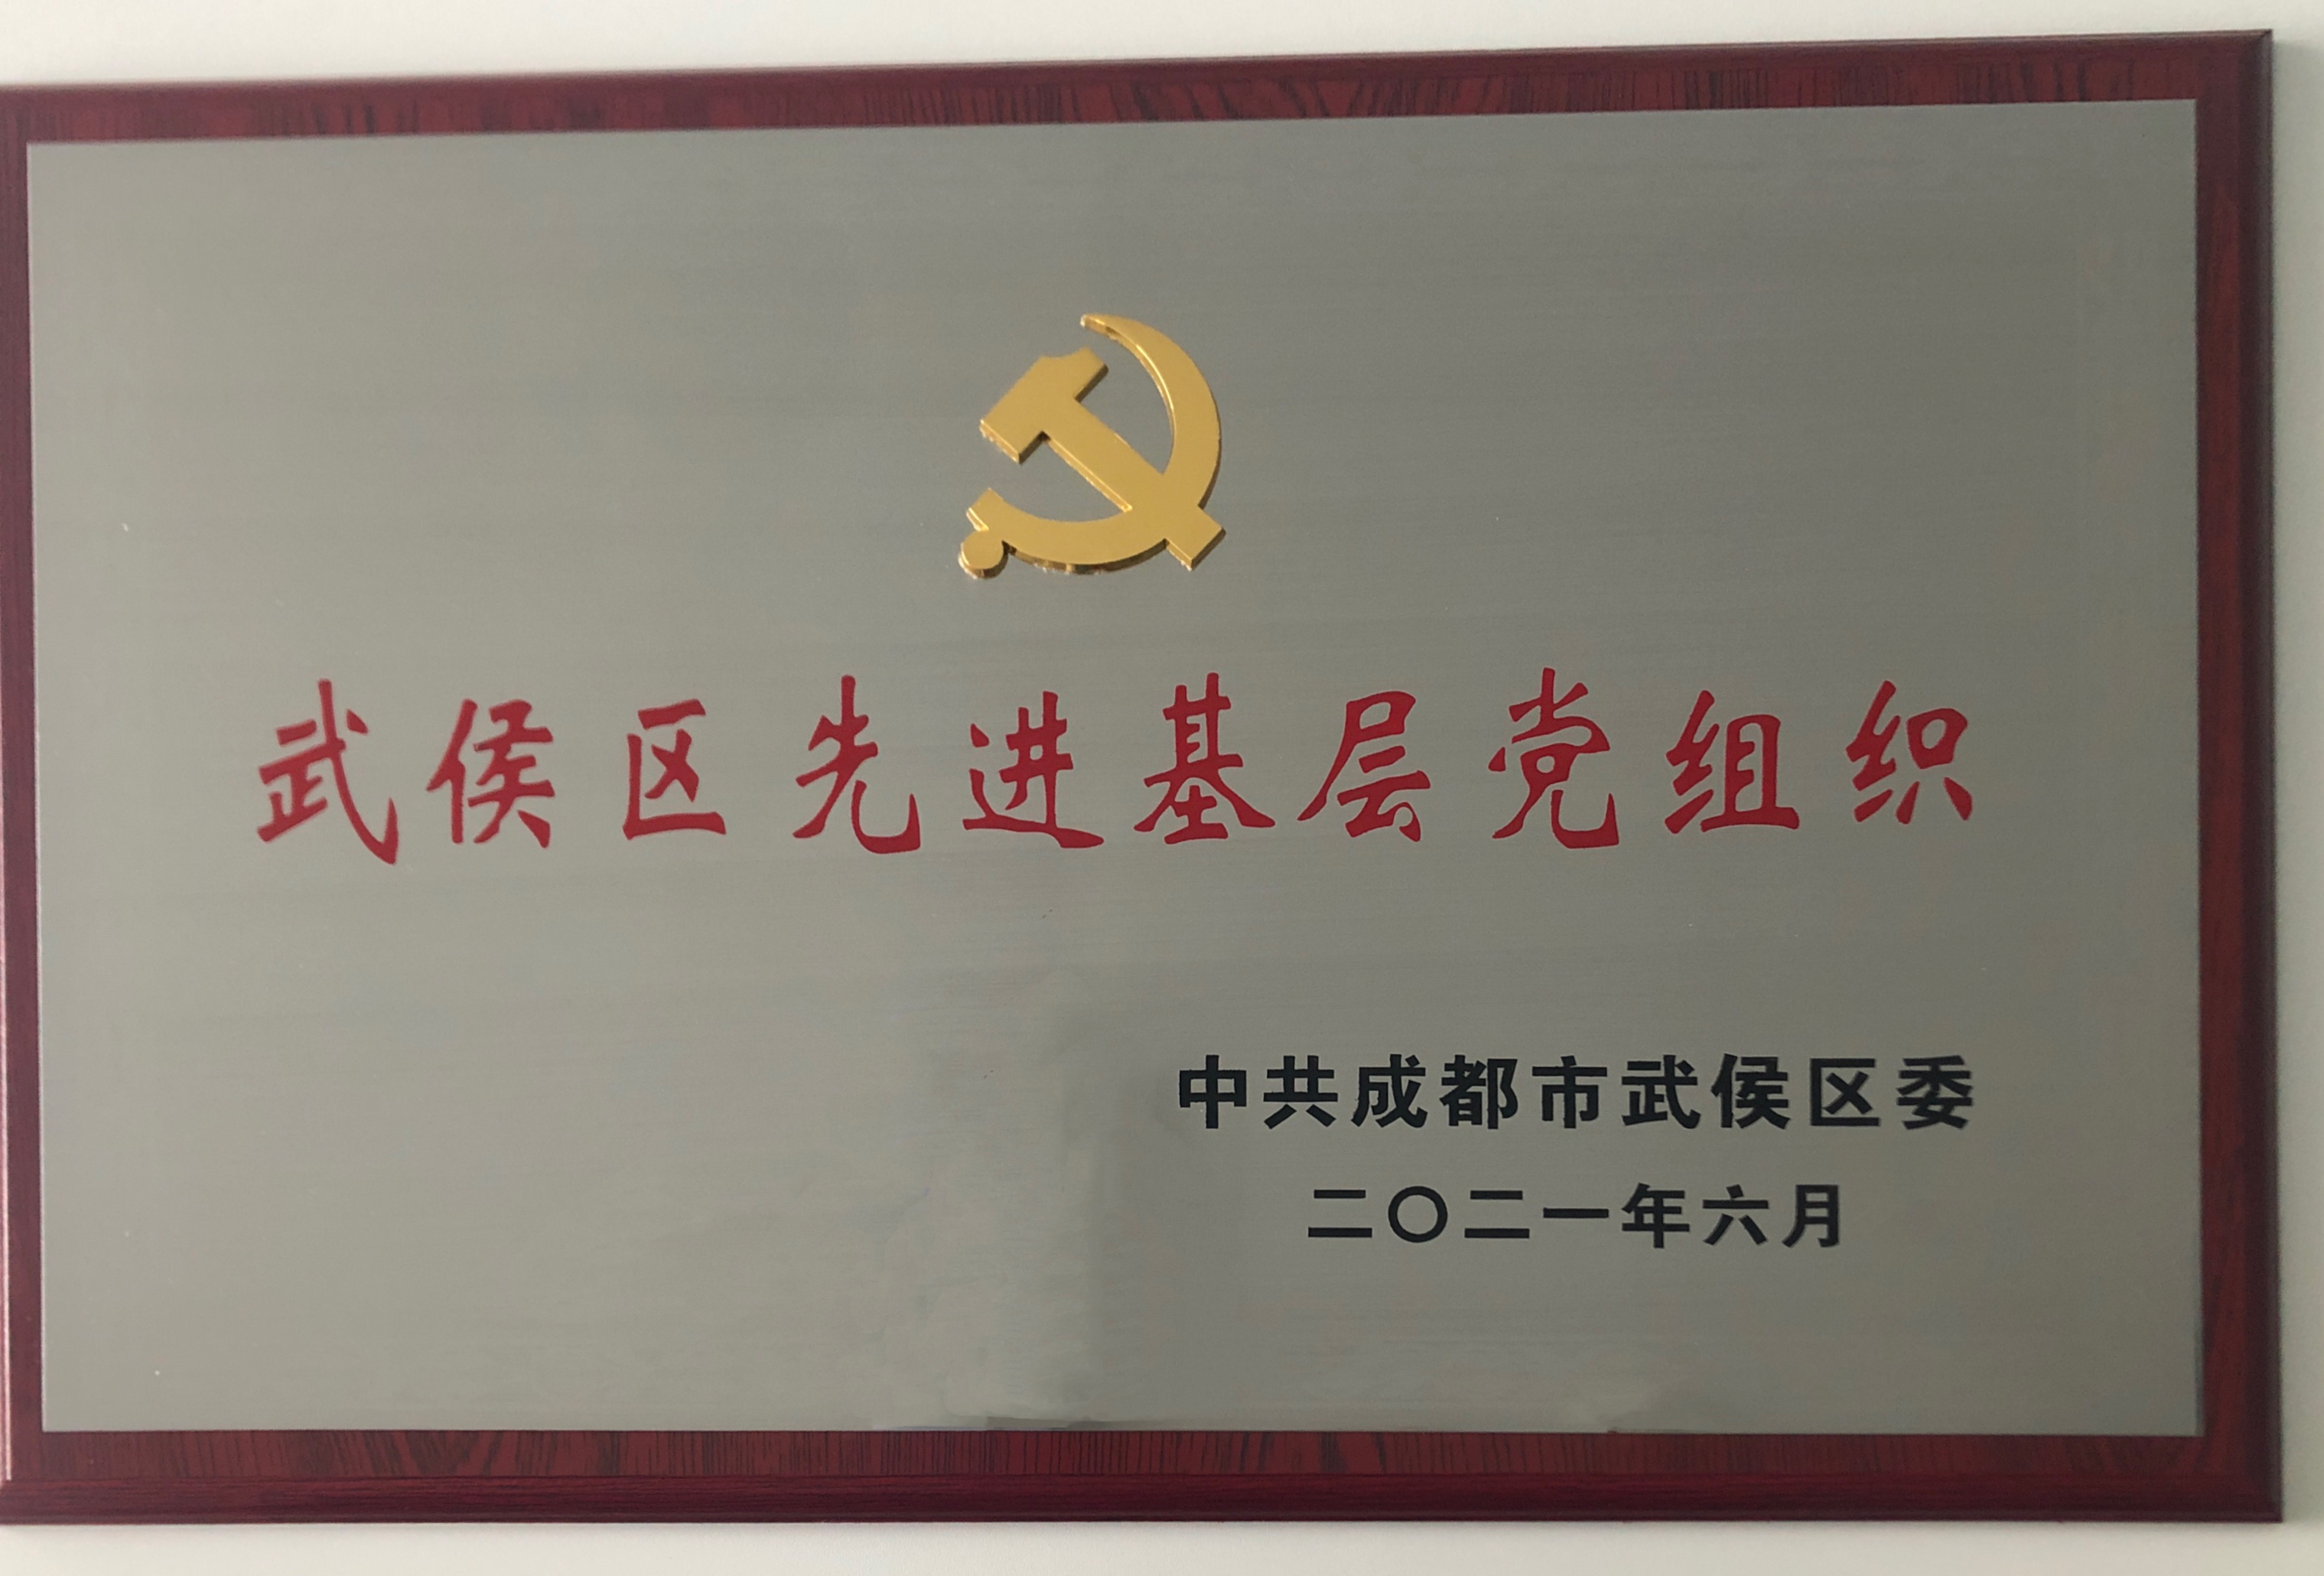 武侯区先进基层党组织
中共成都市武侯区委
二〇二一年六月